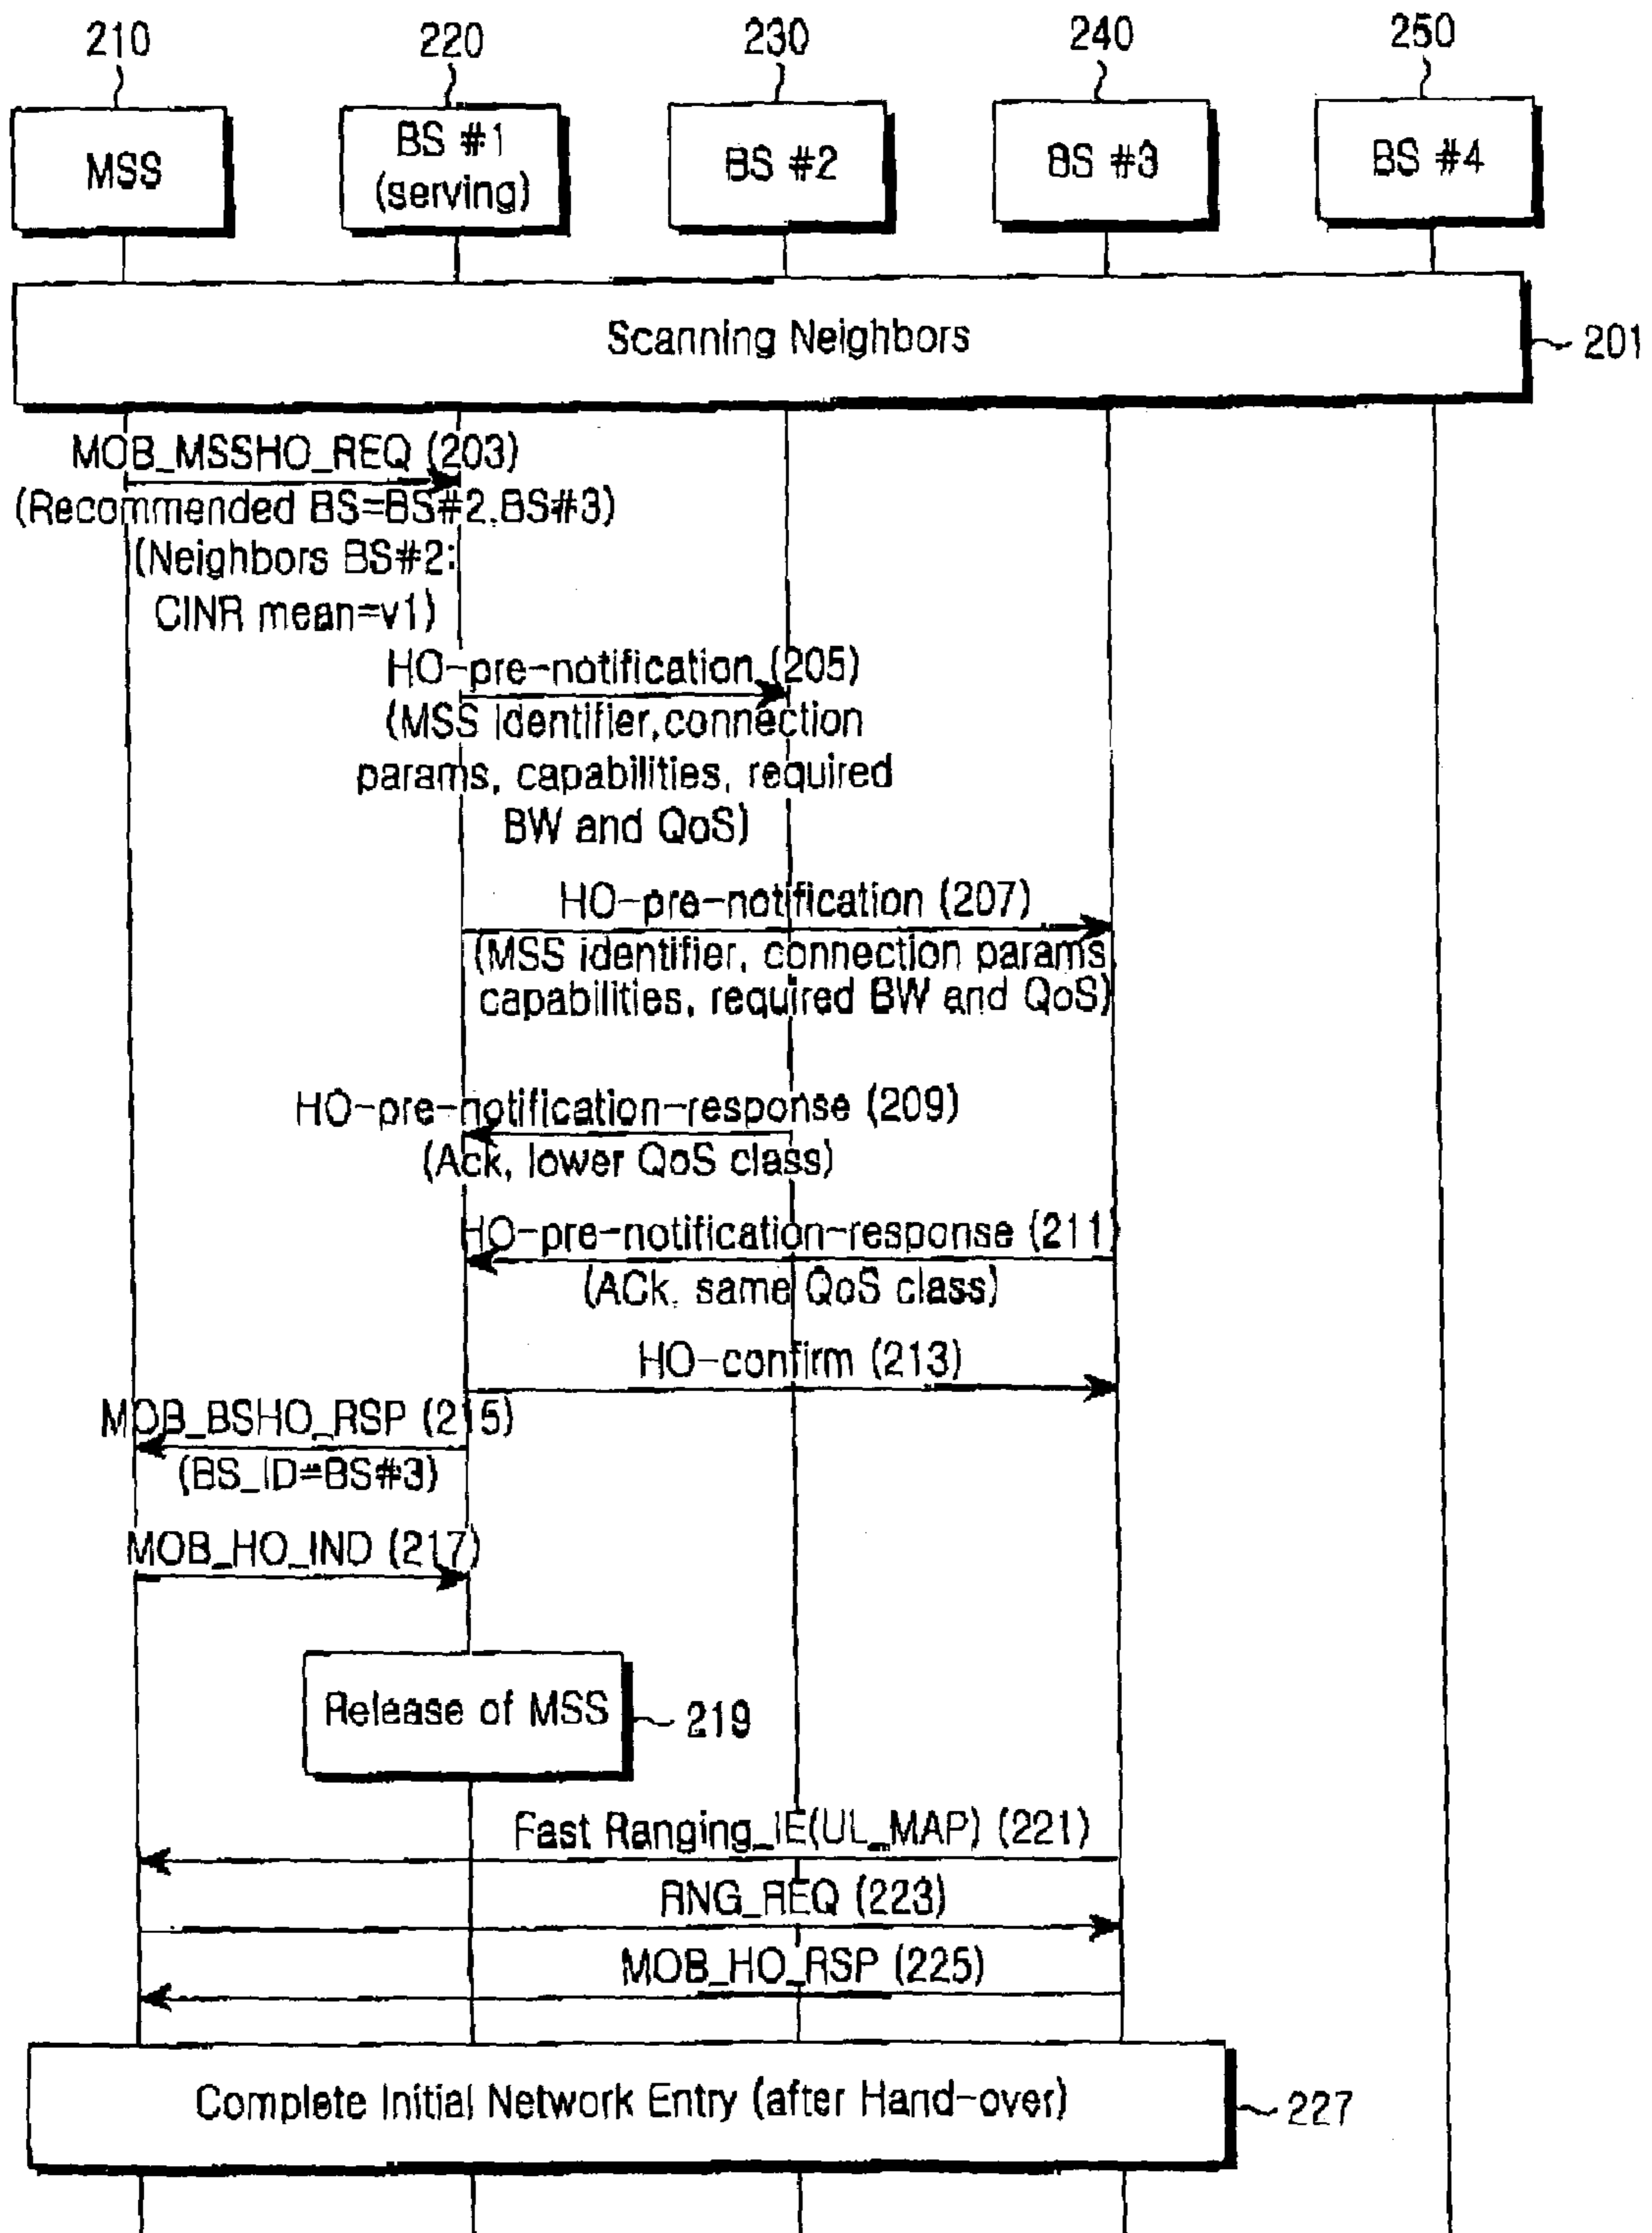 210 220 230 240 250
MSS
BS #1
(serving)
BS #2
BS #3
BS #4
Scanning Neighbors
201
MOB_MSSHO_REQ (203)
(Recommended BS=BS#2.BS#3)
(Neighbors BS#2:
CINR mean=v1)
HO-pre-notification (205)
(MSS identifier,connection
params, capabilities, required
BW and QoS)
HO-pre-notification (207)
(MSS identifier, connection params
capabilities, required BW and QoS)
HO-pre-notification-response (209)
(Ack, lower QoS class)
HO-pre-notification-response (211)
(ACk. same QoS class)
HO-confirm (213)
MOB_BSHO_RSP (215)
(BS_ID=BS#3)
MOB_HO_IND (217)
Release of MSS
219
Fast Ranging_IE(UL_MAP) (221)
RNG_REQ (223)
MOB_HO_RSP (225)
Complete Initial Network Entry (after Hand-over)
227